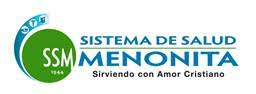 SSM
1944
SISTEMA DE SALUD
MENONITA
Sirviendo con Amor Cristiano